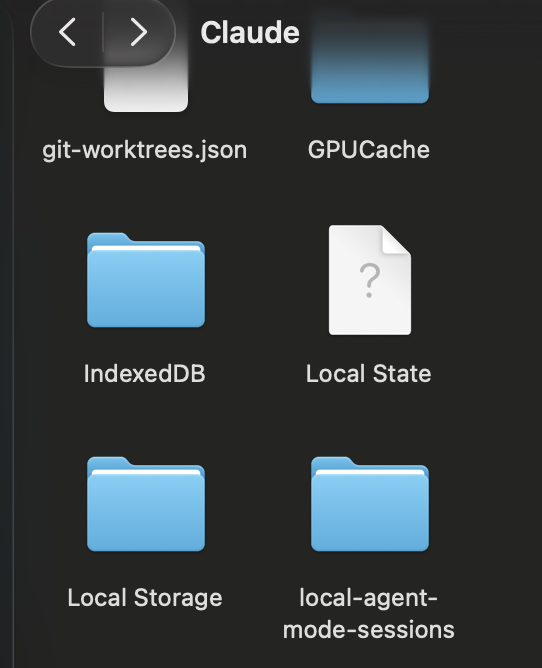 Claude
git-worktrees.json
GPUCache
?
IndexedDB
Local State
Local Storage
local-agent-
mode-sessions